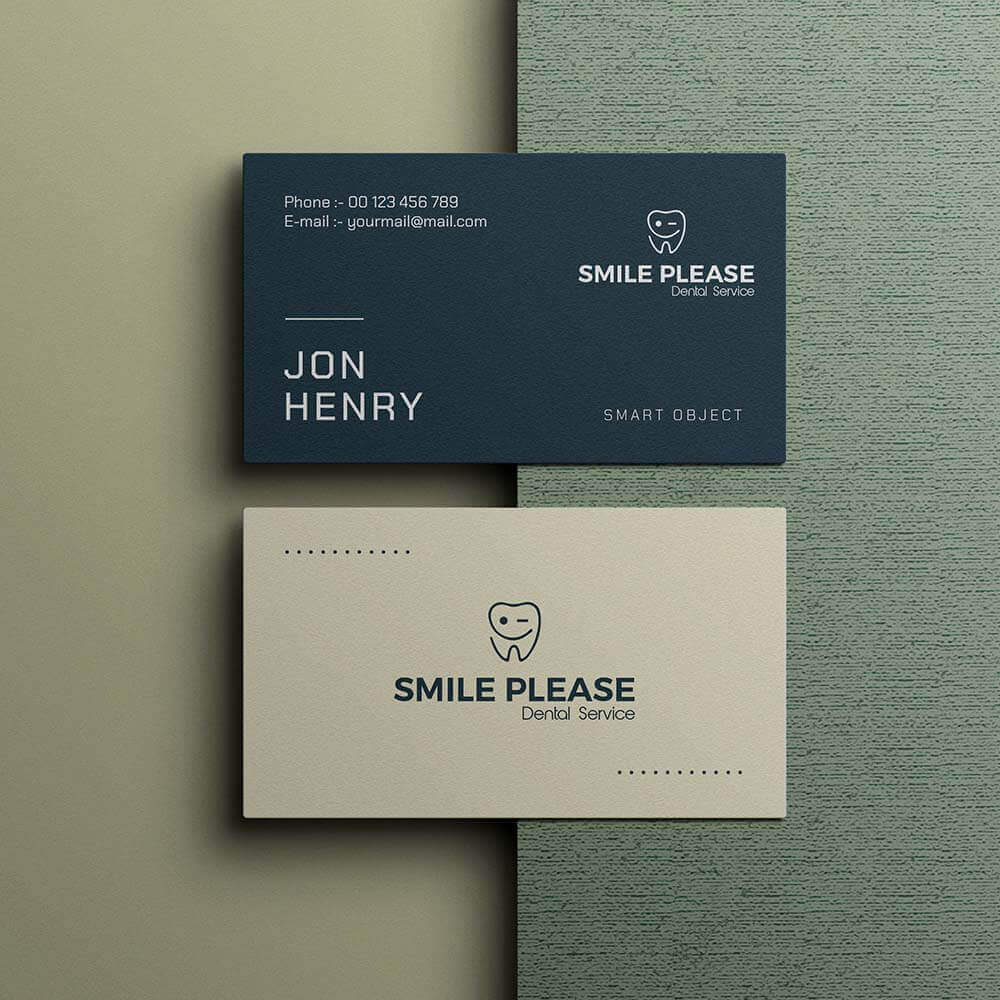 Phone :- 00 123 456 789
E-mail :- yourmail@mail.com
SMILE PLEASE
Dental Service
JON
HENRY
SMART OBJECT
SMILE PLEASE
Dental Service